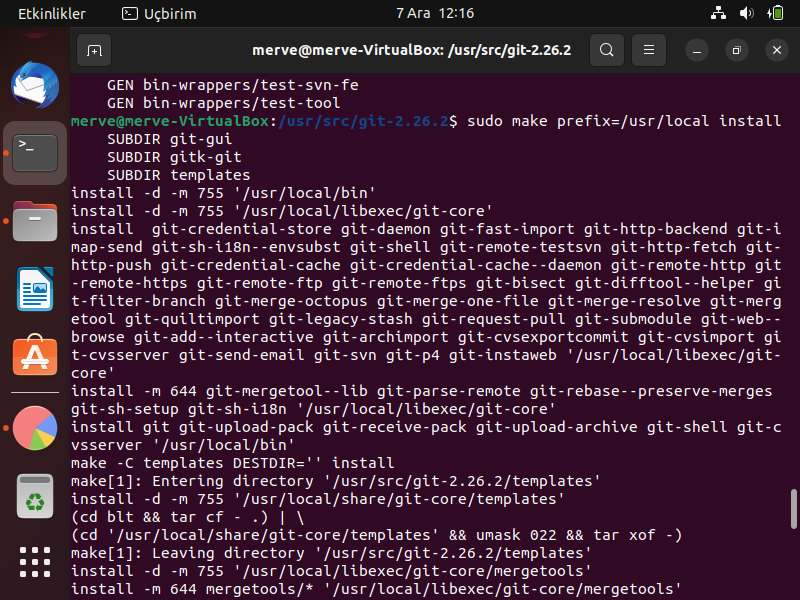 Etkinlikler
Uçbirim
7 Ara 12:16
merve@merve-VirtualBox: /usr/src/git-2.26.2
GEN bin-wrappers/test-svn-fe
GEN bin-wrappers/test-tool
merve@merve-VirtualBox:/usr/src/git-2.26.2$ sudo make prefix=/usr/local install
SUBDIR git-gui
SUBDIR gitk-git
SUBDIR templates
install -d -m 755 '/usr/local/bin'
install -d -m 755 '/usr/local/libexec/git-core'
install  git-credential-store git-daemon git-fast-import git-http-backend git-i
map-send git-sh-i18n--envsubst git-shell git-remote-testsvn git-http-fetch git-
http-push git-credential-cache git-credential-cache--daemon git-remote-http git
-remote-https git-remote-ftp git-remote-ftps git-bisect git-difftool--helper gi
t-filter-branch git-merge-octopus git-merge-one-file git-merge-resolve git-merg
etool git-quiltimport git-legacy-stash git-request-pull git-submodule git-web--
browse git-add--interactive git-archimport git-cvsexportcommit git-cvsimport gi
t-cvsserver git-send-email git-svn git-p4 git-instaweb '/usr/local/libexec/git-
core'
install -m 644 git-mergetool--lib git-parse-remote git-rebase--preserve-merges
git-sh-setup git-sh-i18n '/usr/local/libexec/git-core'
install git git-upload-pack git-receive-pack git-upload-archive git-shell git-c
vsserver '/usr/local/bin'
make -C templates DESTDIR='' install
make[1]: Entering directory '/usr/src/git-2.26.2/templates'
install -d -m 755 '/usr/local/share/git-core/templates'
(cd blt && tar cf - .) | \
(cd '/usr/local/share/git-core/templates' && umask 022 && tar xof -)
make[1]: Leaving directory '/usr/src/git-2.26.2/templates'
install -d -m 755 '/usr/local/libexec/git-core/mergetools'
install -m 644 mergetools/* '/usr/local/libexec/git-core/mergetools'